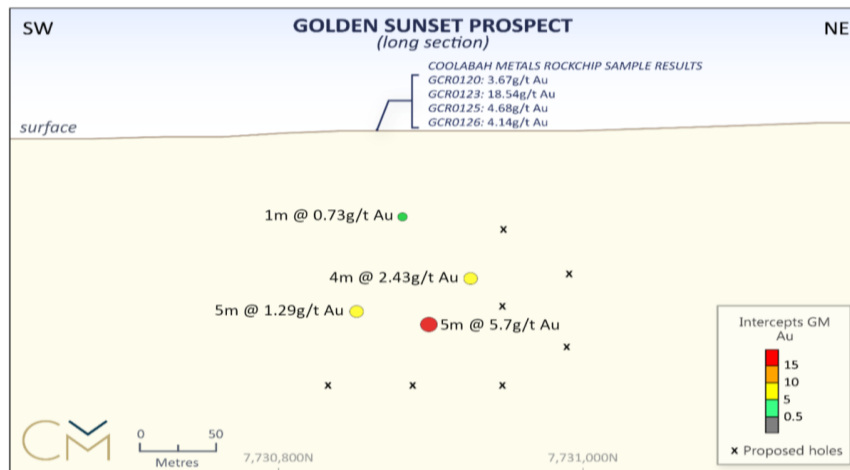 SW
GOLDEN SUNSET PROSPECT
NE
(long section)
COOLABAH METALS ROCKCHIP SAMPLE RESULTS
GCR0120: 3.67g/t Au
GCR0123: 18.54g/t Au
GCR0125: 4.68g/t Au
GCR0126: 4.14g/t Au
surface
1m @ 0.73g/t Au
x
4m @ 2.43g/t Au
x
5m @ 1.29g/t Au
x
5m @ 5.7g/t Au
x
x x x
Intercepts GM
Au
15
10
5
0.5
x Proposed holes
CM
0 50
Metres
7,730,800N
7,731,000N